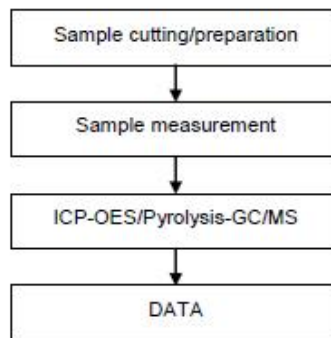 Sample cutting/preparation
Sample measurement
ICP-OES/Pyrolysis-GC/MS
DATA